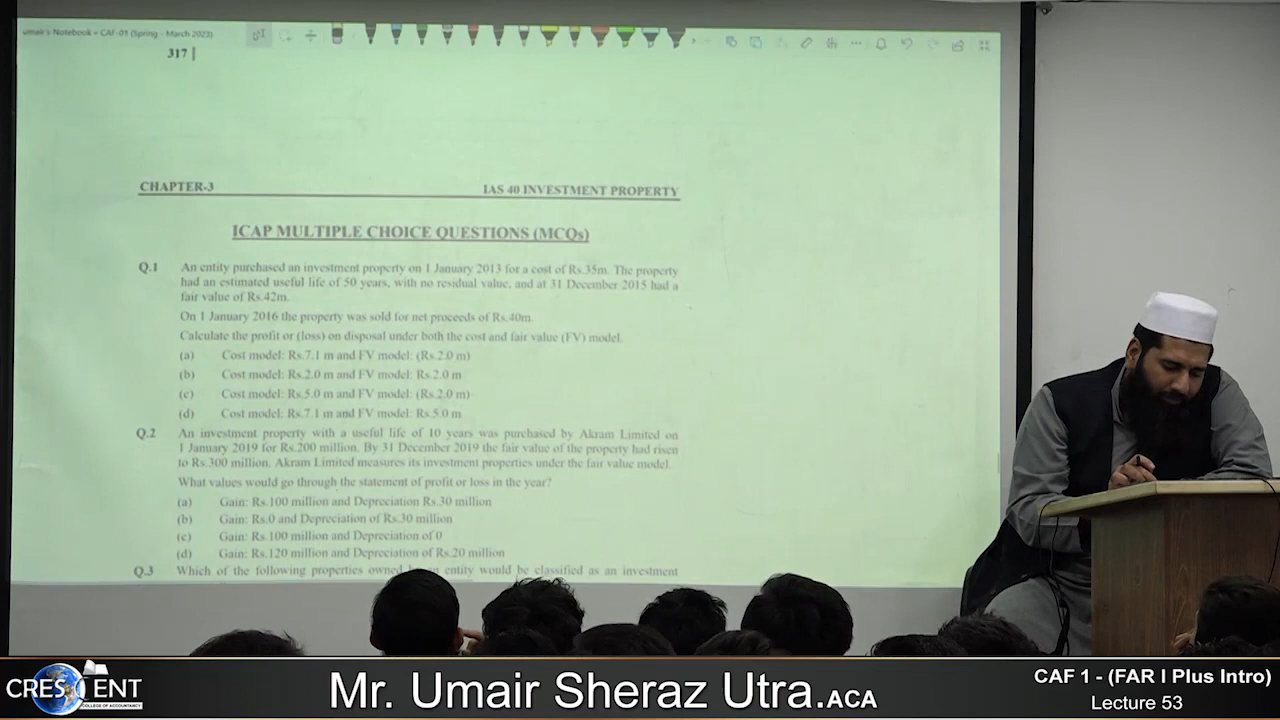 umair's Notebook » CAF-01 (Spring - March 2023)
317
CHAPTER-3 IAS 40 INVESTMENT PROPERTY
ICAP MULTIPLE CHOICE QUESTIONS (MCQs)
Q.1 An entity purchased an investment property on 1 January 2013 for a cost of Rs.35m. The property
had an estimated useful life of 50 years, with no residual value, and at 31 December 2015 had a
fair value of Rs.42m.
On 1 January 2016 the property was sold for net proceeds of Rs.40m.
Calculate the profit or (loss) on disposal under both the cost and fair value (FV) model.
(a) Cost model: Rs.7.1 m and FV model: (Rs.2.0 m)
(b) Cost model: Rs.2.0 m and FV model: Rs.2.0 m
(c) Cost model: Rs.5.0 m and FV model: (Rs.2.0 m)
(d) Cost model: Rs.7.1 m and FV model: Rs.5.0 m
Q.2 An investment property with a useful life of 10 years was purchased by Akram Limited on
1 January 2019 for Rs.200 million. By 31 December 2019 the fair value of the property had risen
to Rs.300 million. Akram Limited measures its investment properties under the fair value model.
What values would go through the statement of profit or loss in the year?
(a) Gain: Rs.100 million and Depreciation Rs.30 million
(b) Gain: Rs.0 and Depreciation of Rs.30 million
(c) Gain: Rs.100 million and Depreciation of 0
(d) Gain: Rs.120 million and Depreciation of Rs.20 million
Q.3 Which of the following properties owned by an entity would be classified as an investment
CRESCENT
COLLEGE OF ACCOUNTANCY
Mr. Umair Sheraz Utra.ACA
CAF 1 - (FAR I Plus Intro)
Lecture 53